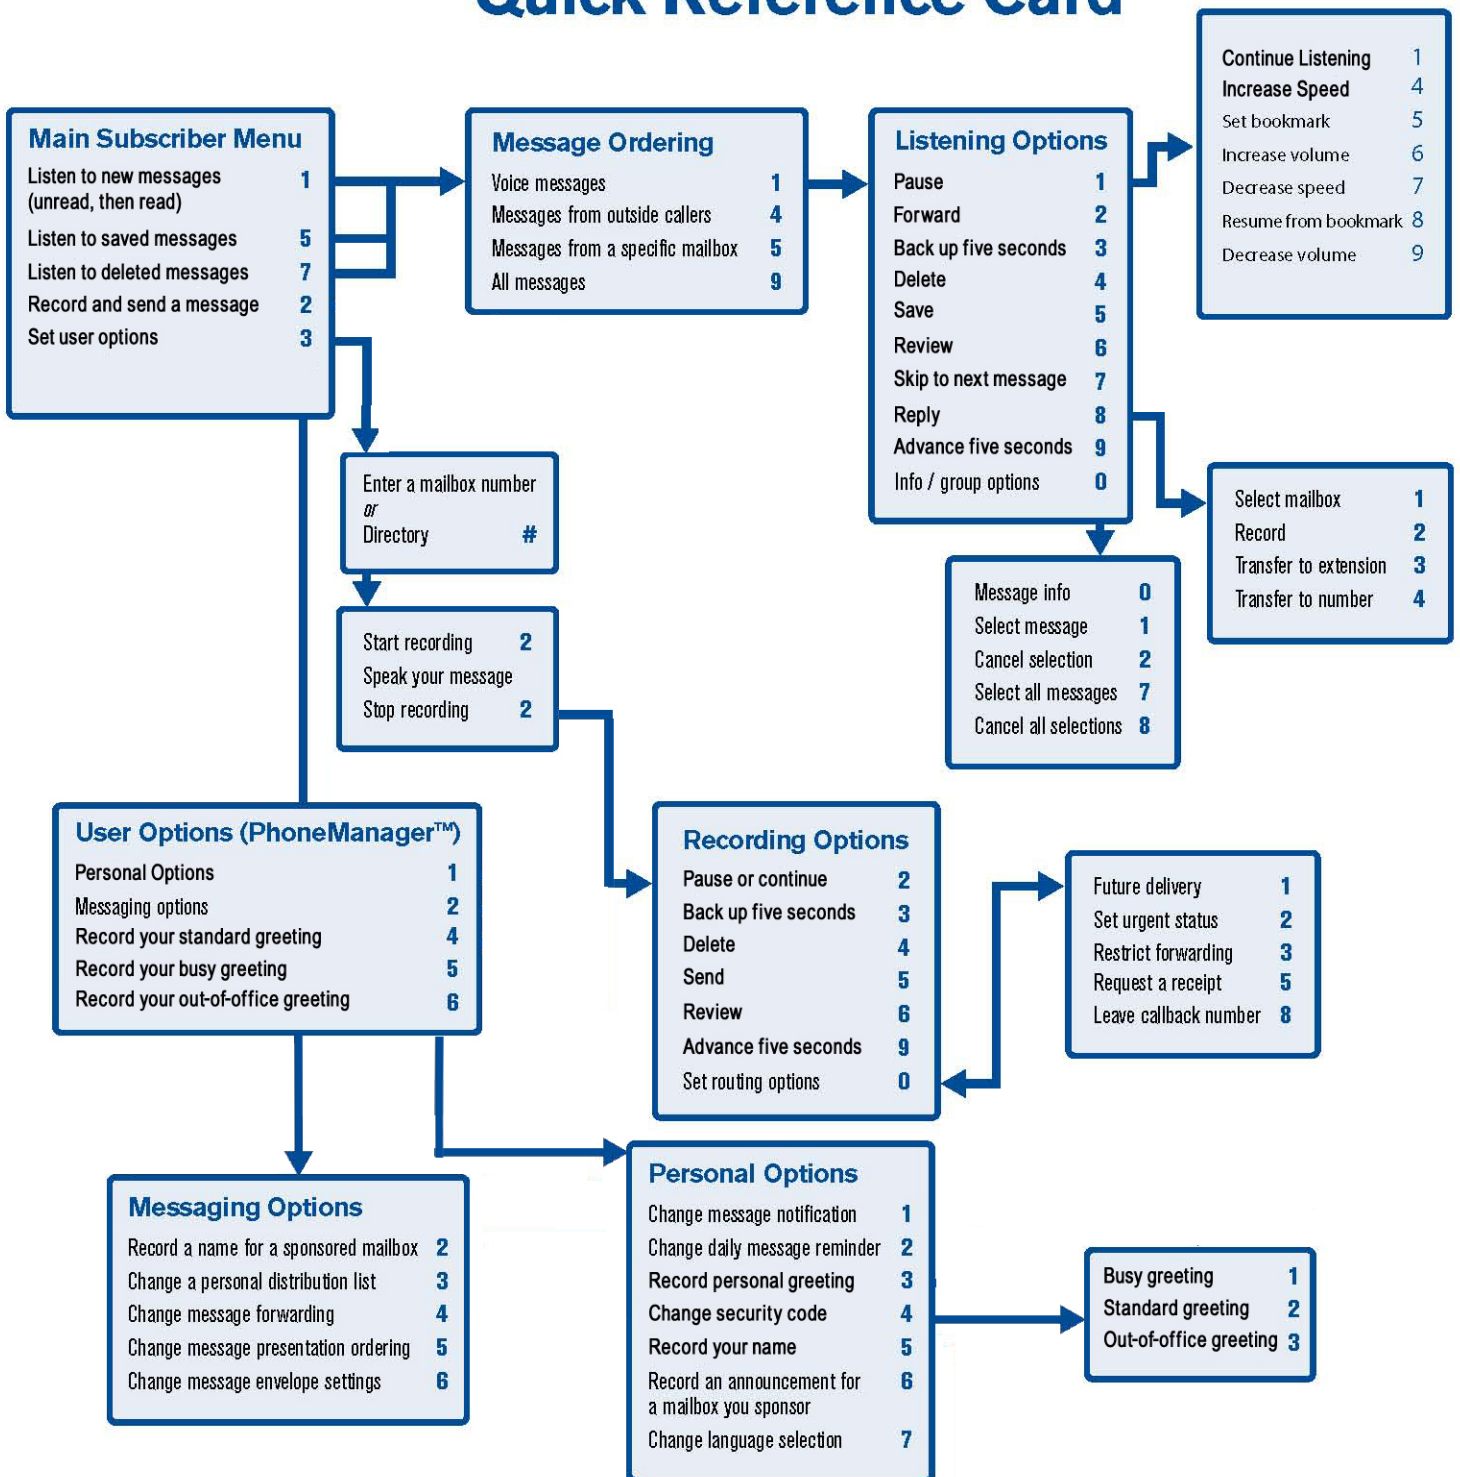 Quick Reference Card
Main Subscriber Menu
Listen to new messages 1
(unread, then read)
Listen to saved messages 5
Listen to deleted messages 7
Record and send a message 2
Set user options 3
Message Ordering
Voice messages 1
Messages from outside callers 4
Messages from a specific mailbox 5
All messages 9
Listening Options
Pause 1
Forward 2
Back up five seconds 3
Delete 4
Save 5
Review 6
Skip to next message 7
Reply 8
Advance five seconds 9
Info / group options 0
Continue Listening 1
Increase Speed 4
Set bookmark 5
Increase volume 6
Decrease speed 7
Resume from bookmark 8
Decrease volume 9
Enter a mailbox number
or
Directory #
Select mailbox 1
Record 2
Transfer to extension 3
Transfer to number 4
Message info 0
Select message 1
Cancel selection 2
Select all messages 7
Cancel all selections 8
Start recording 2
Speak your message
Stop recording 2
User Options (PhoneManager™)
Personal Options 1
Messaging options 2
Record your standard greeting 4
Record your busy greeting 5
Record your out-of-office greeting 6
Recording Options
Pause or continue 2
Back up five seconds 3
Delete 4
Send 5
Review 6
Advance five seconds 9
Set routing options 0
Future delivery 1
Set urgent status 2
Restrict forwarding 3
Request a receipt 5
Leave callback number 8
Messaging Options
Record a name for a sponsored mailbox 2
Change a personal distribution list 3
Change message forwarding 4
Change message presentation ordering 5
Change message envelope settings 6
Personal Options
Change message notification 1
Change daily message reminder 2
Record personal greeting 3
Change security code 4
Record your name 5
Record an announcement for 6
a mailbox you sponsor
Change language selection 7
Busy greeting 1
Standard greeting 2
Out-of-office greeting 3